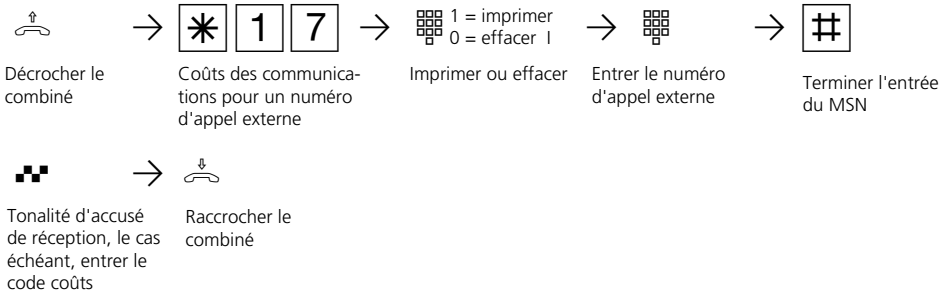 * 1 7
1 = imprimer
0 = effacer I
#
Décrocher le
combiné
Coûts des communica-
tions pour un numéro
d'appel externe
Imprimer ou effacer
Entrer le numéro
d'appel externe
Terminer l'entrée
du MSN
Tonalité d'accusé
de réception, le cas
échéant, entrer le
code coûts
Raccrocher le
combiné